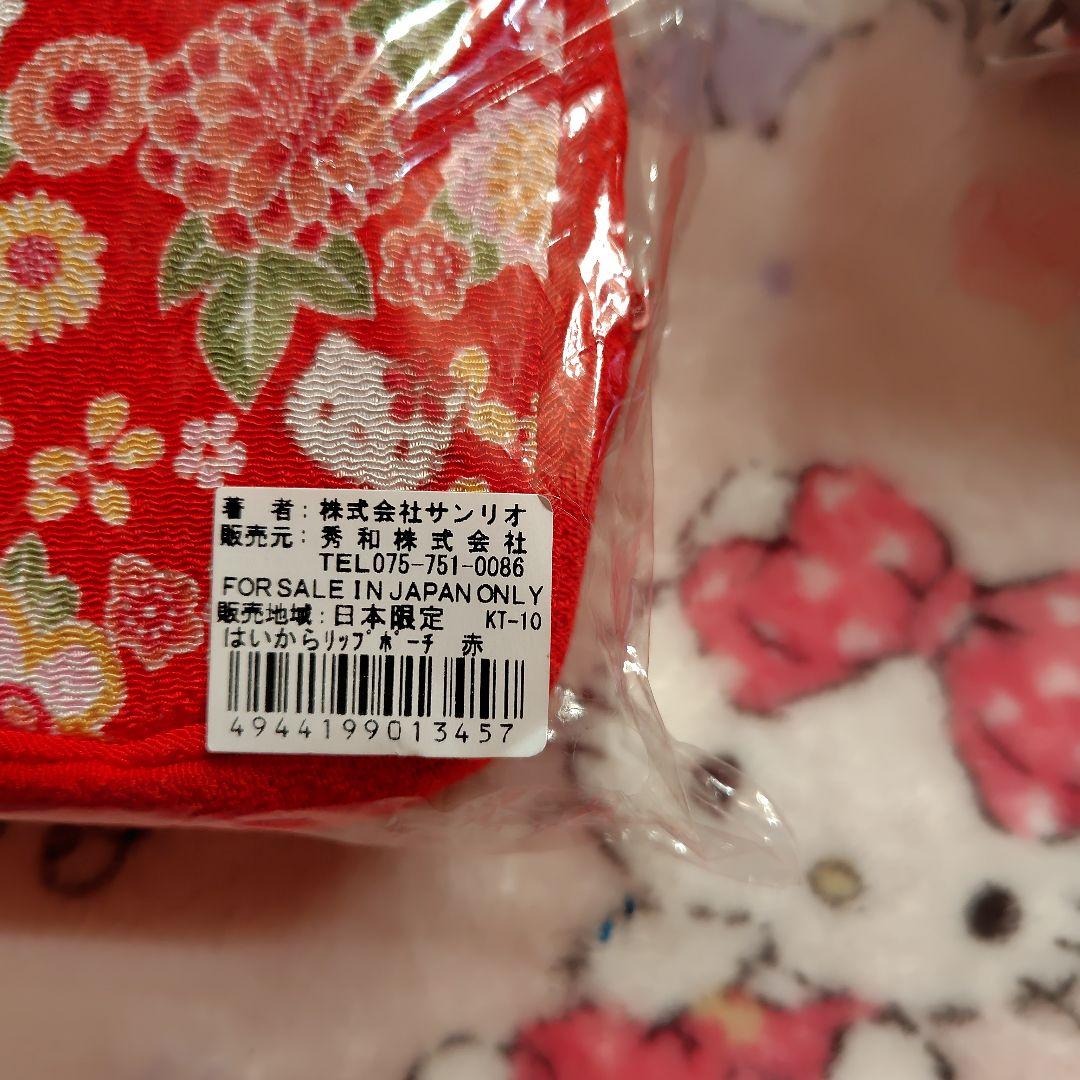 著 者:株式会社サンリオ
販売元:秀和株式会社
TEL075-751-0086
FOR SALE IN JAPAN ONLY
販売地域:日本限定 KT-10
はいからﾘｯﾌﾟﾎﾟｰﾁ 赤
4944199013457